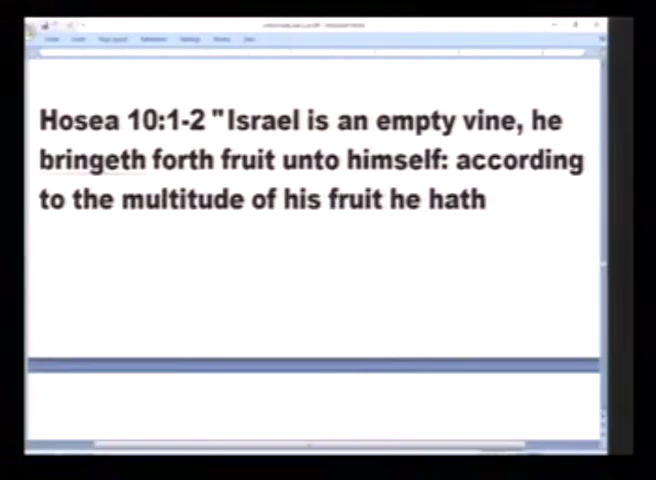 Hosea 10:1-2 "Israel is an empty vine, he
bringeth forth fruit unto himself: according
to the multitude of his fruit he hath